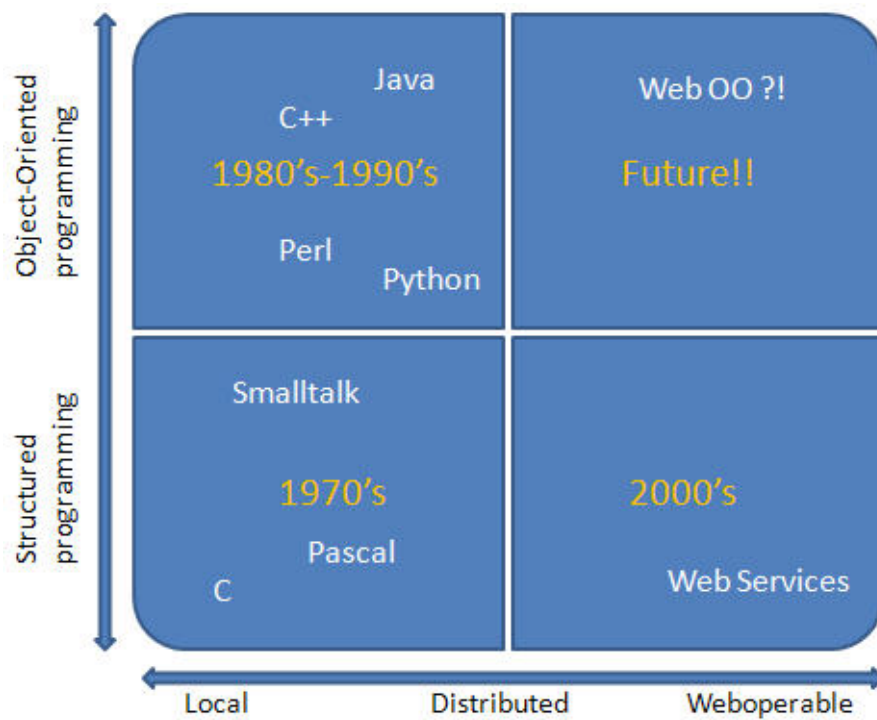 Object-Oriented
programming
Java
C++
1980's-1990's
Perl
Python
Web OO ?!
Future!!
Structured
programming
Smalltalk
1970's
Pascal
C
2000's
Web Services
Local
Distributed
Weboperable